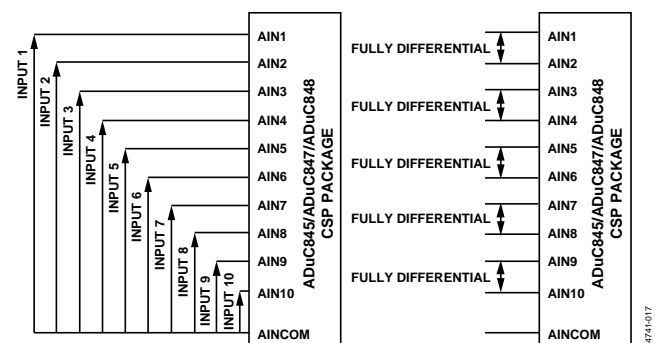 INPUT 1
INPUT 2
INPUT 3
INPUT 4
INPUT 5
INPUT 6
INPUT 7
INPUT 8
INPUT 9
INPUT 10
AIN1
AIN2
AIN3
AIN4
AIN5
AIN6
AIN7
AIN8
AIN9
AIN10
AINCOM
ADuC845/ADuC847/ADuC848
CSP PACKAGE
FULLY DIFFERENTIAL
FULLY DIFFERENTIAL
FULLY DIFFERENTIAL
FULLY DIFFERENTIAL
FULLY DIFFERENTIAL
AIN1
AIN2
AIN3
AIN4
AIN5
AIN6
AIN7
AIN8
AIN9
AIN10
AINCOM
ADuC845/ADuC847/ADuC848
CSP PACKAGE
4741-017